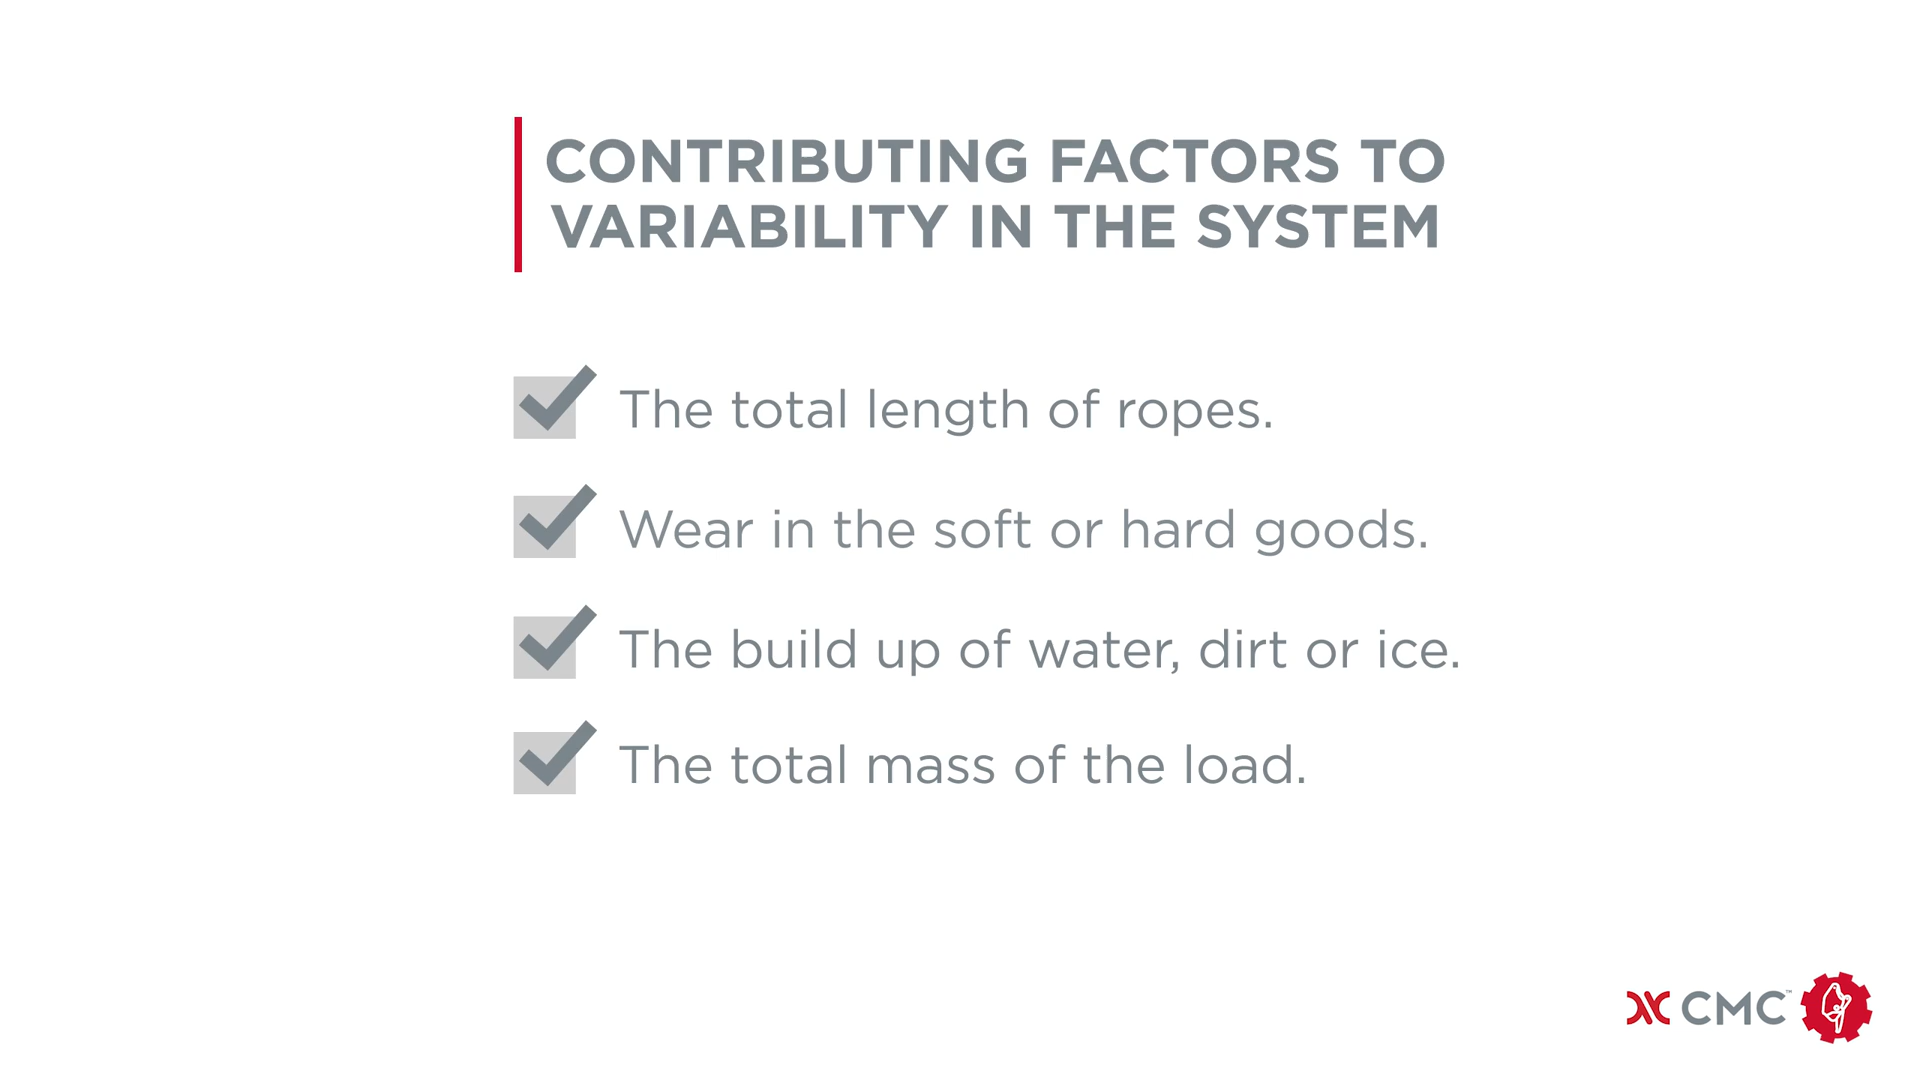 CONTRIBUTING FACTORS TO
VARIABILITY IN THE SYSTEM
The total length of ropes.
Wear in the soft or hard goods.
The build up of water, dirt or ice.
The total mass of the load.
CMC™